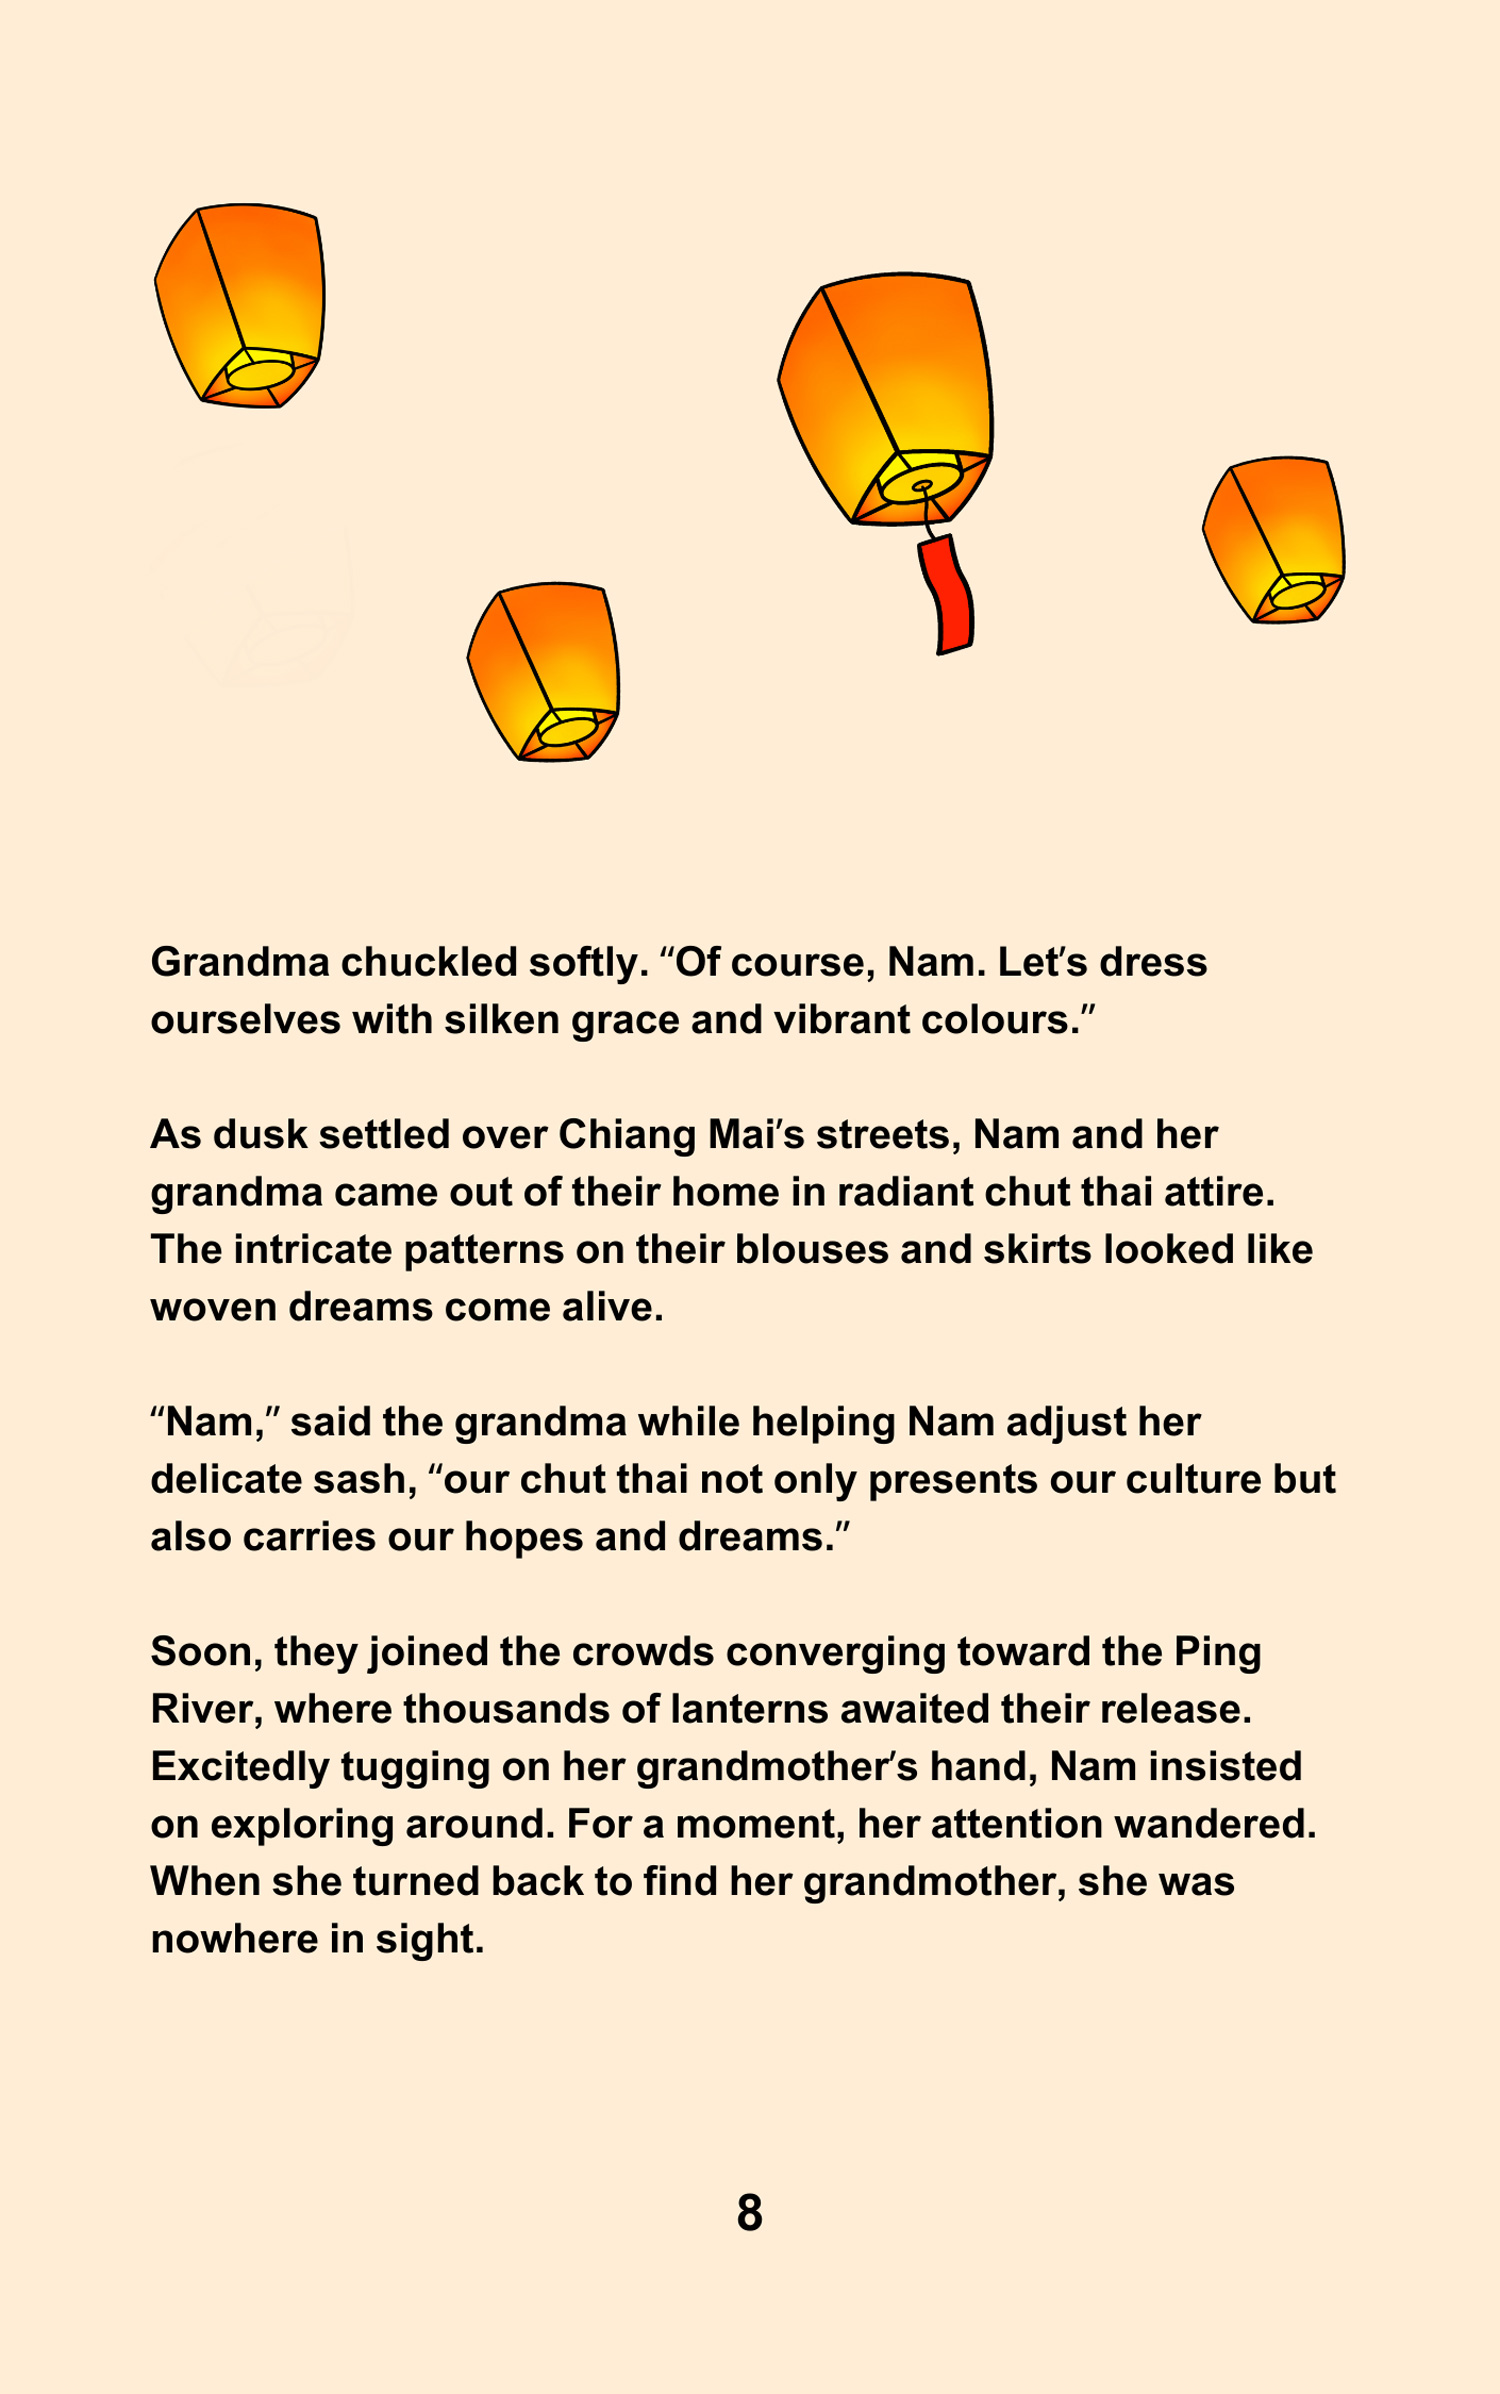 Grandma chuckled softly. “Of course, Nam. Let's dress
ourselves with silken grace and vibrant colours.”
As dusk settled over Chiang Mai's streets, Nam and her
grandma came out of their home in radiant chut thai attire.
The intricate patterns on their blouses and skirts looked like
woven dreams come alive.
“Nam,” said the grandma while helping Nam adjust her
delicate sash, “our chut thai not only presents our culture but
also carries our hopes and dreams.”
Soon, they joined the crowds converging toward the Ping
River, where thousands of lanterns awaited their release.
Excitedly tugging on her grandmother's hand, Nam insisted
on exploring around. For a moment, her attention wandered.
When she turned back to find her grandmother, she was
nowhere in sight.
8